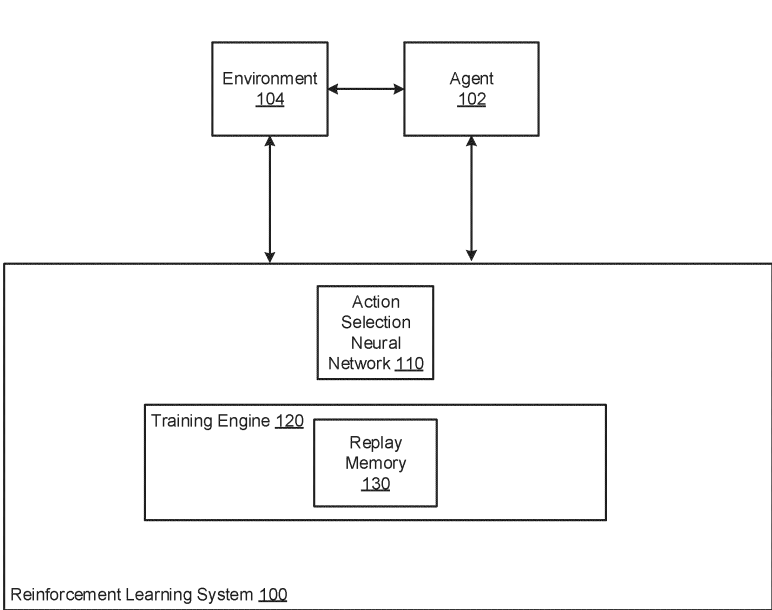 Environment
104
Agent
102
Action
Selection
Neural
Network 110
Training Engine 120
Replay
Memory
130
Reinforcement Learning System 100